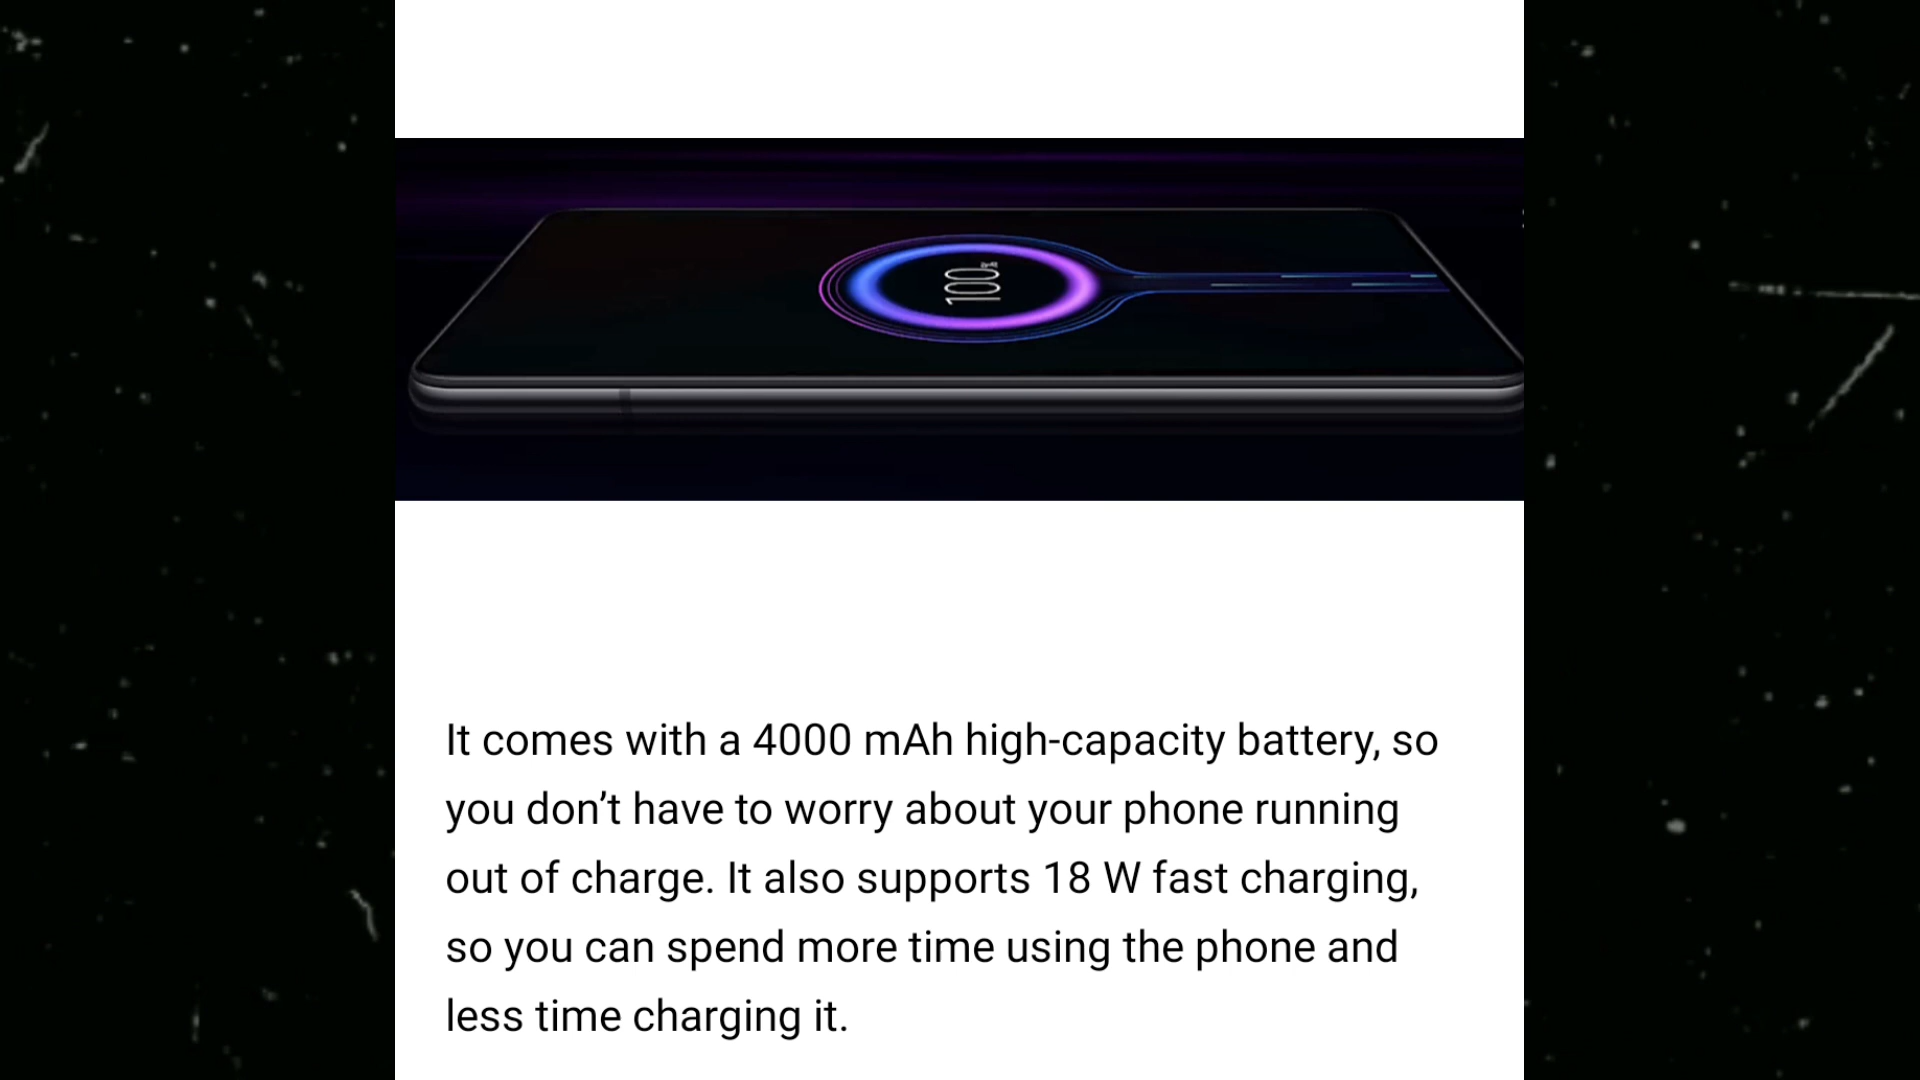 100%
It comes with a 4000 mAh high-capacity battery, so
you don’t have to worry about your phone running
out of charge. It also supports 18 W fast charging,
so you can spend more time using the phone and
less time charging it.